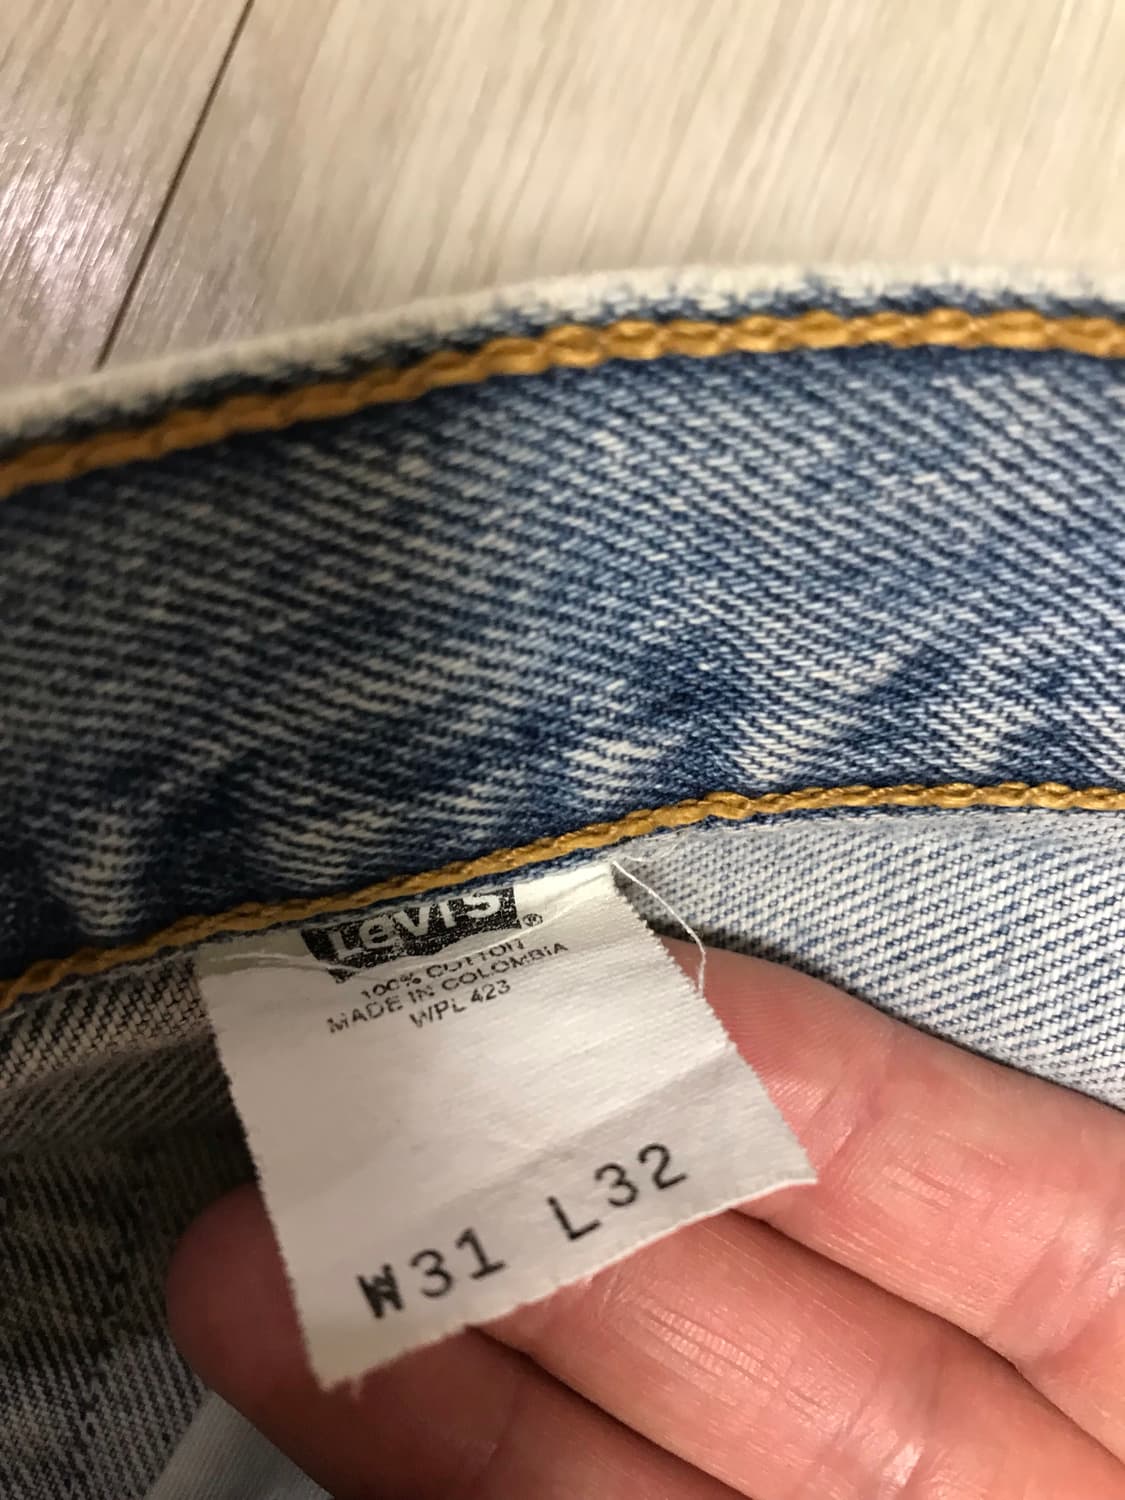 Levi's®
100% COTTON
MADE IN COLOMBIA
WPL 423
W31 L32